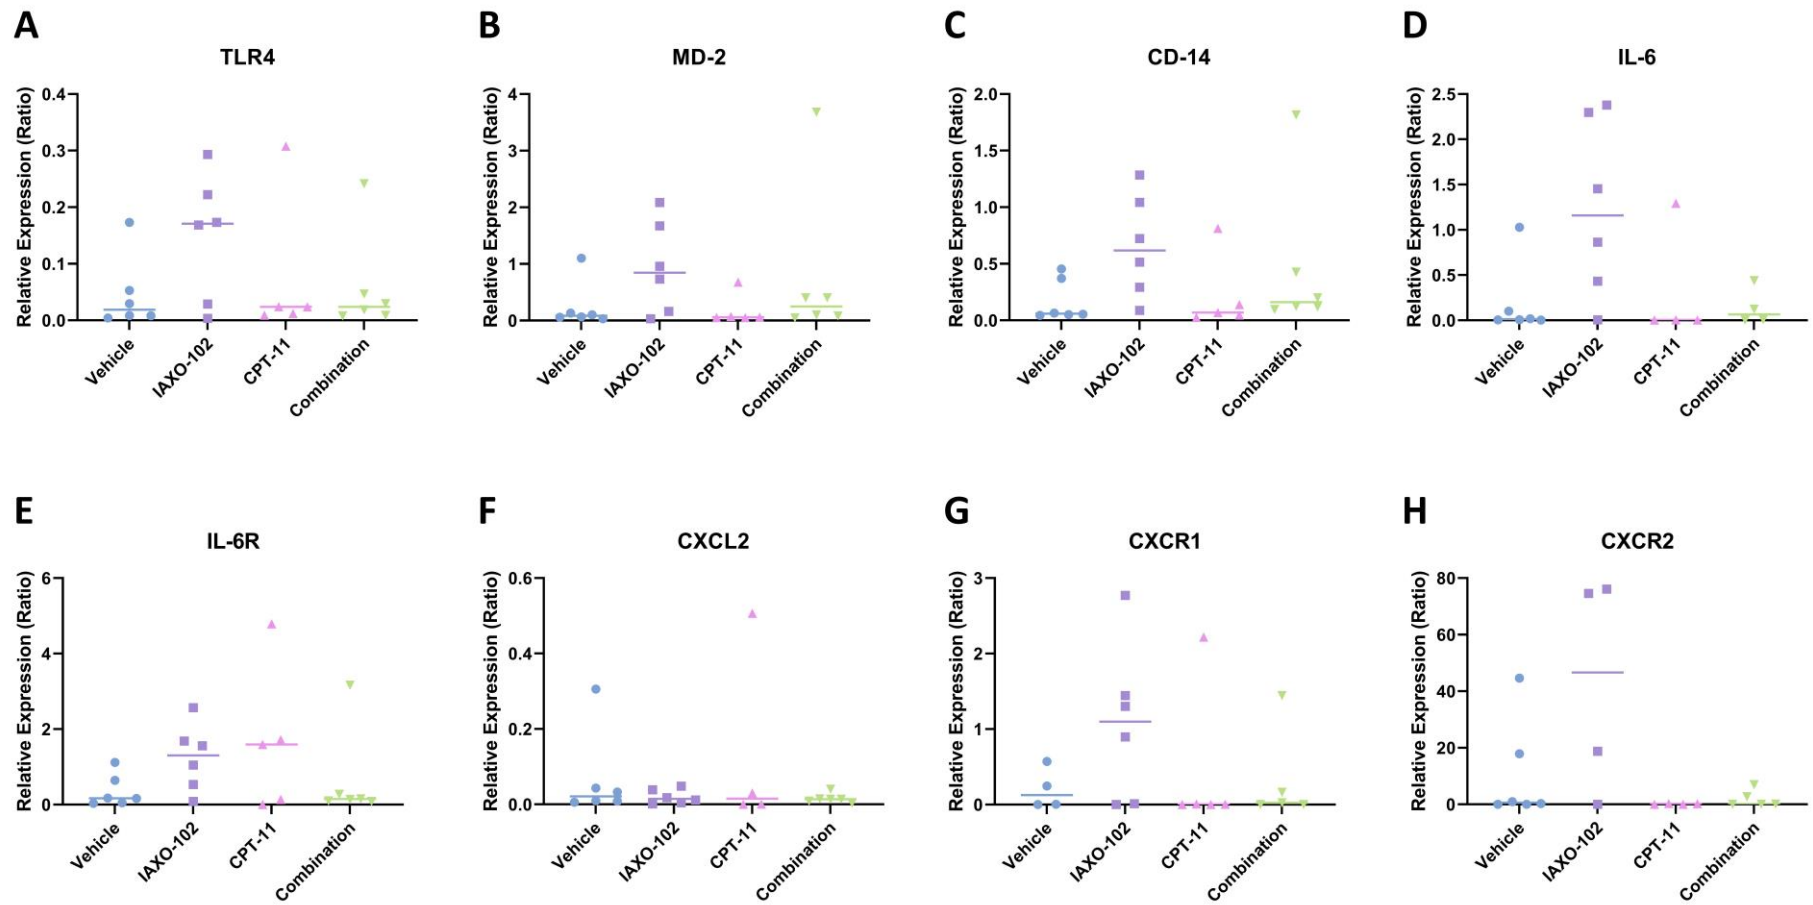 A
TLR4
Relative Expression (Ratio)
0.4
0.3
0.2
0.1
0.0
Vehicle
IAXO-102
CPT-11
Combination
B
MD-2
Relative Expression (Ratio)
4
3
2
1
0
Vehicle
IAXO-102
CPT-11
Combination
C
CD-14
Relative Expression (Ratio)
2.0
1.5
1.0
0.5
0.0
Vehicle
IAXO-102
CPT-11
Combination
D
IL-6
Relative Expression (Ratio)
2.5
2.0
1.5
1.0
0.5
0.0
Vehicle
IAXO-102
CPT-11
Combination
E
IL-6R
Relative Expression (Ratio)
6
4
2
0
Vehicle
IAXO-102
CPT-11
Combination
F
CXCL2
Relative Expression (Ratio)
0.6
0.4
0.2
0.0
Vehicle
IAXO-102
CPT-11
Combination
G
CXCR1
Relative Expression (Ratio)
3
2
1
0
Vehicle
IAXO-102
CPT-11
Combination
H
CXCR2
Relative Expression (Ratio)
80
60
40
20
0
Vehicle
IAXO-102
CPT-11
Combination